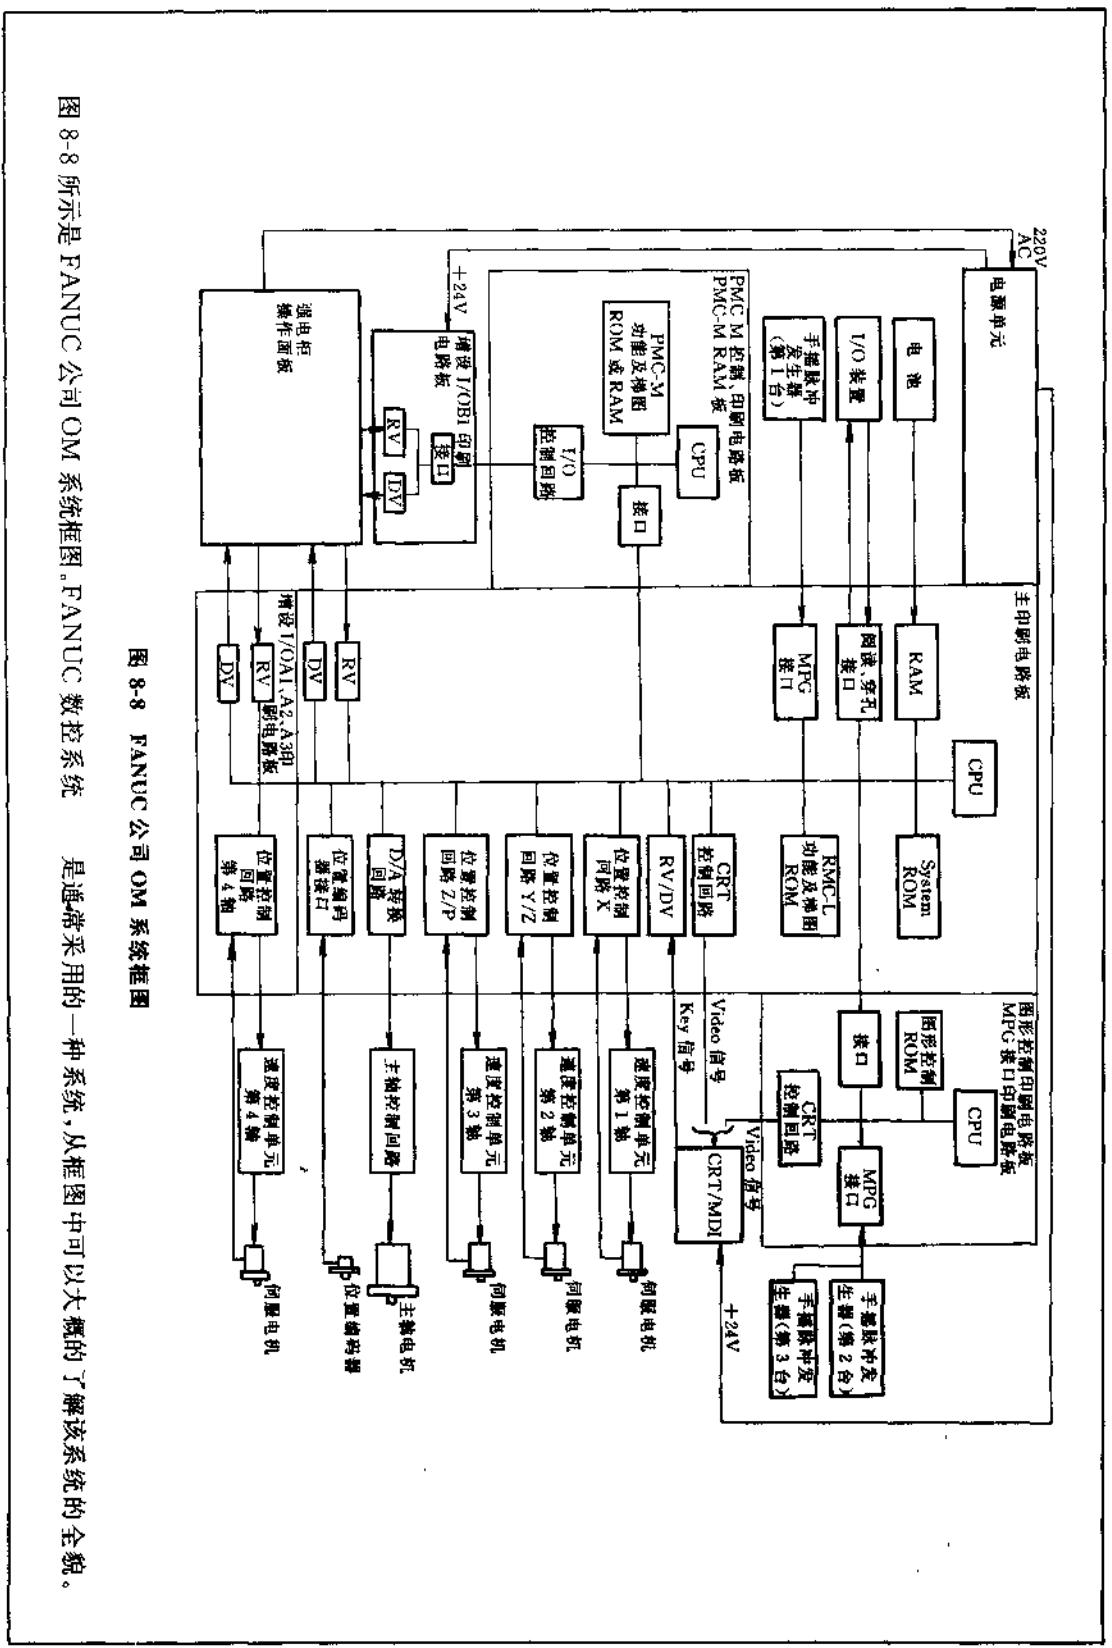 220V
AC
电源单元
电 池
I/O 装置
手摇脉冲
发生器
(第 1 台)
PMC M 控制、印刷电路板
PMC-M RAM 板
PMC-M
功能及梯图
ROM 或 RAM
CPU
I/O
控制回路
接口
+24V
增设 I/OB1 印刷
电路板
接口
RV
DV
强电柜
操作面板
主印刷电路板
RAM
阅读、穿孔
接口
MPG
接口
CPU
System
ROM
RMC-L
功能及梯图
ROM
RV
DV
增设 I/OA1、A2、A3印
刷电路板
RV
DV
CRT
控制回路
RV/DV
位置控制
回路 X
位置控制
回路 Y/Z
位置控制
回路 Z/P
D/A 转换
回路
位置编码
器接口
位置控制
回路
第 4 轴
图形控制印刷电路板
MPG 接口印刷电路板
CPU
图形控制
ROM
接口
MPG
接口
CRT
控制回路
Video 信号
Key 信号
Video 信号
CRT/MDI
+24V
手摇脉冲发
生器(第 2 台)
手摇脉冲发
生器(第 3 台)
速度控制单元
第 1 轴
速度控制单元
第 2 轴
速度控制单元
第 3 轴
主轴控制回路
速度控制单元
第 4 轴
伺服电机
伺服电机
伺服电机
主轴电机
位置编码器
伺服电机
图 8-8 FANUC 公司 OM 系统框图
图 8-8 所示是 FANUC 公司 OM 系统框图。FANUC 数控系统 是通常采用的一种系统,从框图中可以大概的了解该系统的全貌。